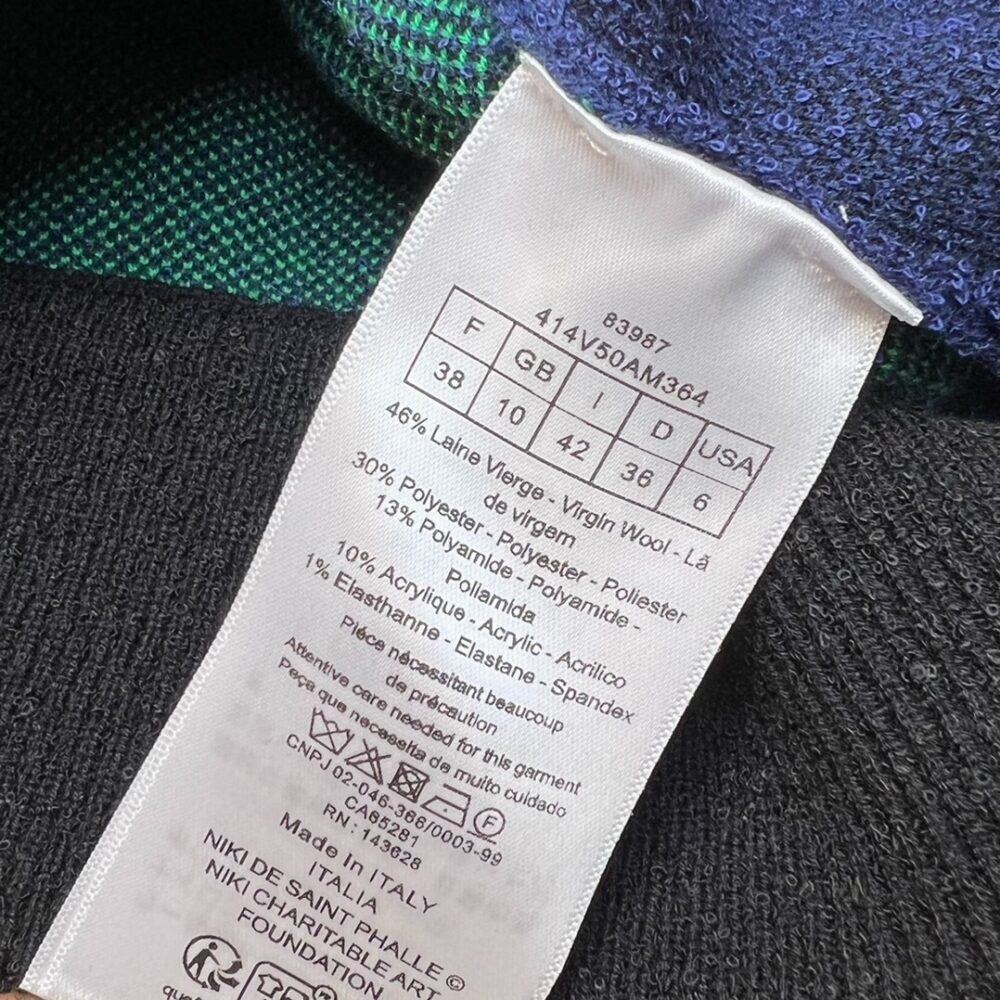 83987
414V50AM364
F GB I D USA
38 10 42 36 6
46% Laine Vierge - Virgin Wool - Lã
de virgem
30% Polyester - Polyester - Poliester
13% Polyamide - Polyamide -
Poliamida
10% Acrylique - Acrylic - Acrilico
1% Elasthanne - Elastane - Spandex
Pièce nécessitant beaucoup
de précaution
Attentive care needed for this garment
Peça que necessita de muito cuidado
F
CNPJ 02-046-366/0003-99
CA65281
RN : 143628
Made In ITALY
ITALIA
NIKI DE SAINT PHALLE ©
NIKI CHARITABLE ART
FOUNDATION